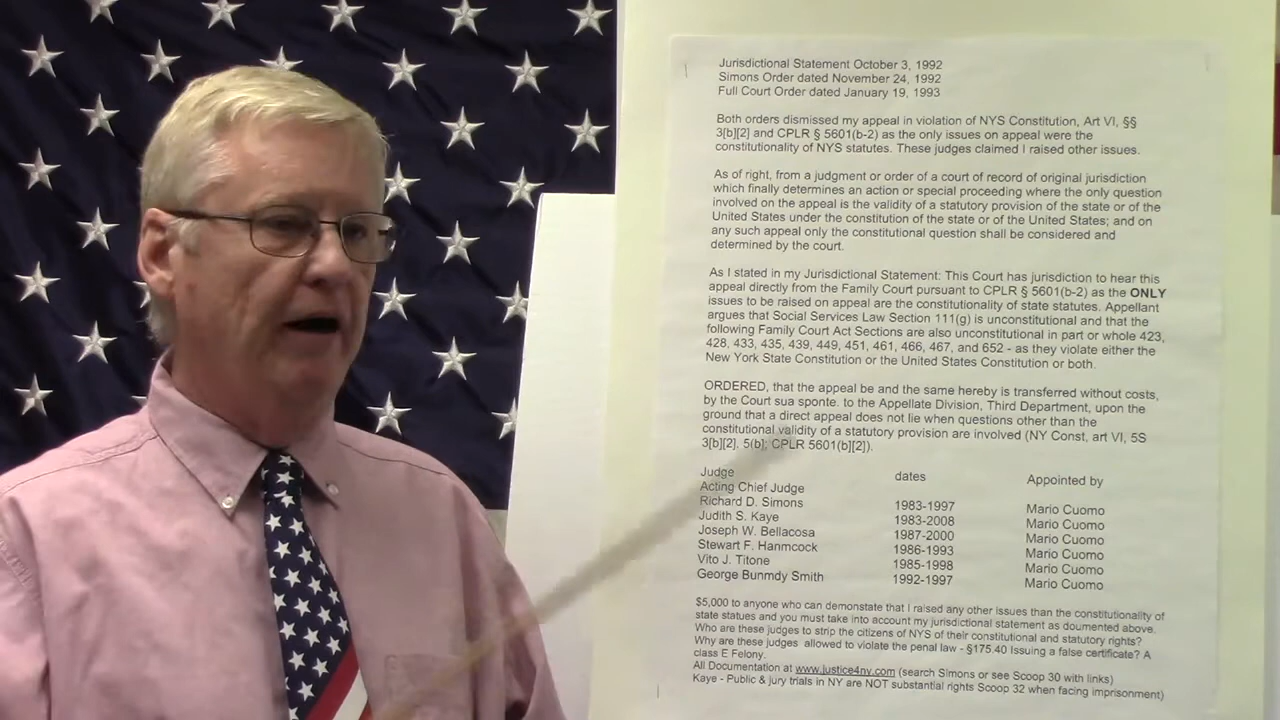 Jurisdictional Statement October 3, 1992
Simons Order dated November 24, 1992
Full Court Order dated January 19, 1993
Both orders dismissed my appeal in violation of NYS Constitution, Art VI, §§
3[b][2] and CPLR § 5601(b-2) as the only issues on appeal were the
constitutionality of NYS statutes. These judges claimed I raised other issues.
As of right, from a judgment or order of a court of record of original jurisdiction
which finally determines an action or special proceeding where the only question
involved on the appeal is the validity of a statutory provision of the state or of the
United States under the constitution of the state or of the United States; and on
any such appeal only the constitutional question shall be considered and
determined by the court.
As I stated in my Jurisdictional Statement: This Court has jurisdiction to hear this
appeal directly from the Family Court pursuant to CPLR § 5601(b-2) as the ONLY
issues to be raised on appeal are the constitutionality of state statutes. Appellant
argues that Social Services Law Section 111(g) is unconstitutional and that the
following Family Court Act Sections are also unconstitutional in part or whole 423,
428, 433, 435, 439, 449, 451, 461, 466, 467, and 652 - as they violate either the
New York State Constitution or the United States Constitution or both.
ORDERED, that the appeal be and the same hereby is transferred without costs,
by the Court sua sponte. to the Appellate Division, Third Department, upon the
ground that a direct appeal does not lie when questions other than the
constitutional validity of a statutory provision are involved (NY Const, art VI, 5S
3[b][2]. 5(b]; CPLR 5601(b][2]).
Judge dates Appointed by
Acting Chief Judge
Richard D. Simons 1983-1997 Mario Cuomo
Judith S. Kaye 1983-2008 Mario Cuomo
Joseph W. Bellacosa 1987-2000 Mario Cuomo
Stewart F. Hanmcock 1986-1993 Mario Cuomo
Vito J. Titone 1985-1998 Mario Cuomo
George Bunmdy Smith 1992-1997 Mario Cuomo
$5,000 to anyone who can demonstrate that I raised any other issues than the constitutionality of
state statues and you must take into account my jurisdictional statement as doumented above.
Who are these judges to strip the citizens of NYS of their constitutional and statutory rights?
Why are these judges allowed to violate the penal law - §175.40 Issuing a false certificate? A
class E Felony.
All Documentation at www.justice4ny.com (search Simons or see Scoop 30 with links)
Kaye - Public & jury trials in NY are NOT substantial rights Scoop 32 when facing imprisonment)